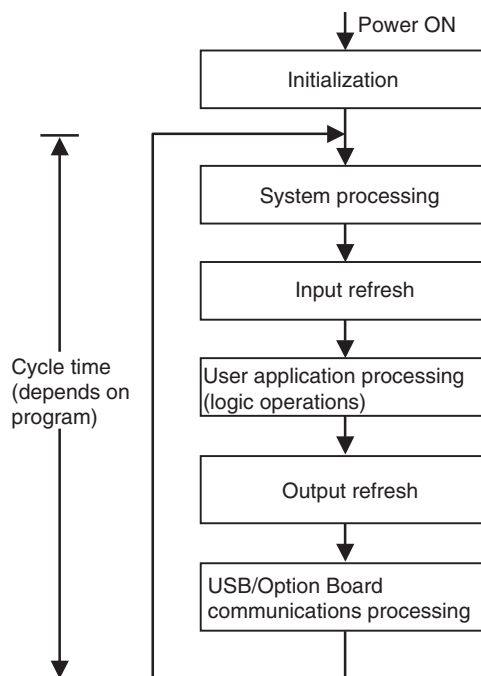 Power ON
Initialization
System processing
Input refresh
Cycle time
(depends on
program)
User application processing
(logic operations)
Output refresh
USB/Option Board
communications processing